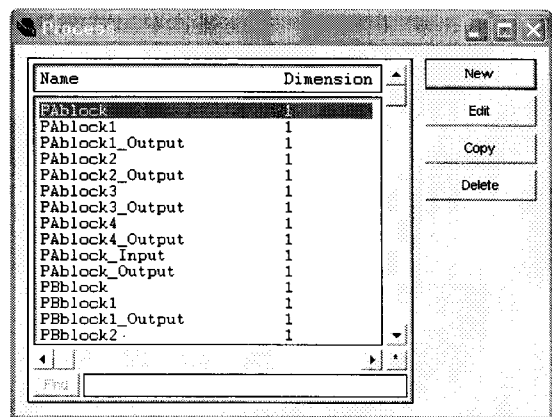 Process
Name Dimension
PAblock 1
PAblock1 1
PAblock1_Output 1
PAblock2 1
PAblock2_Output 1
PAblock3 1
PAblock3_Output 1
PAblock4 1
PAblock4_Output 1
PAblock_Input 1
PAblock_Output 1
PBblock 1
PBblock1 1
PBblock1_Output 1
PBblock2 1
Find
New
Edit
Copy
Delete